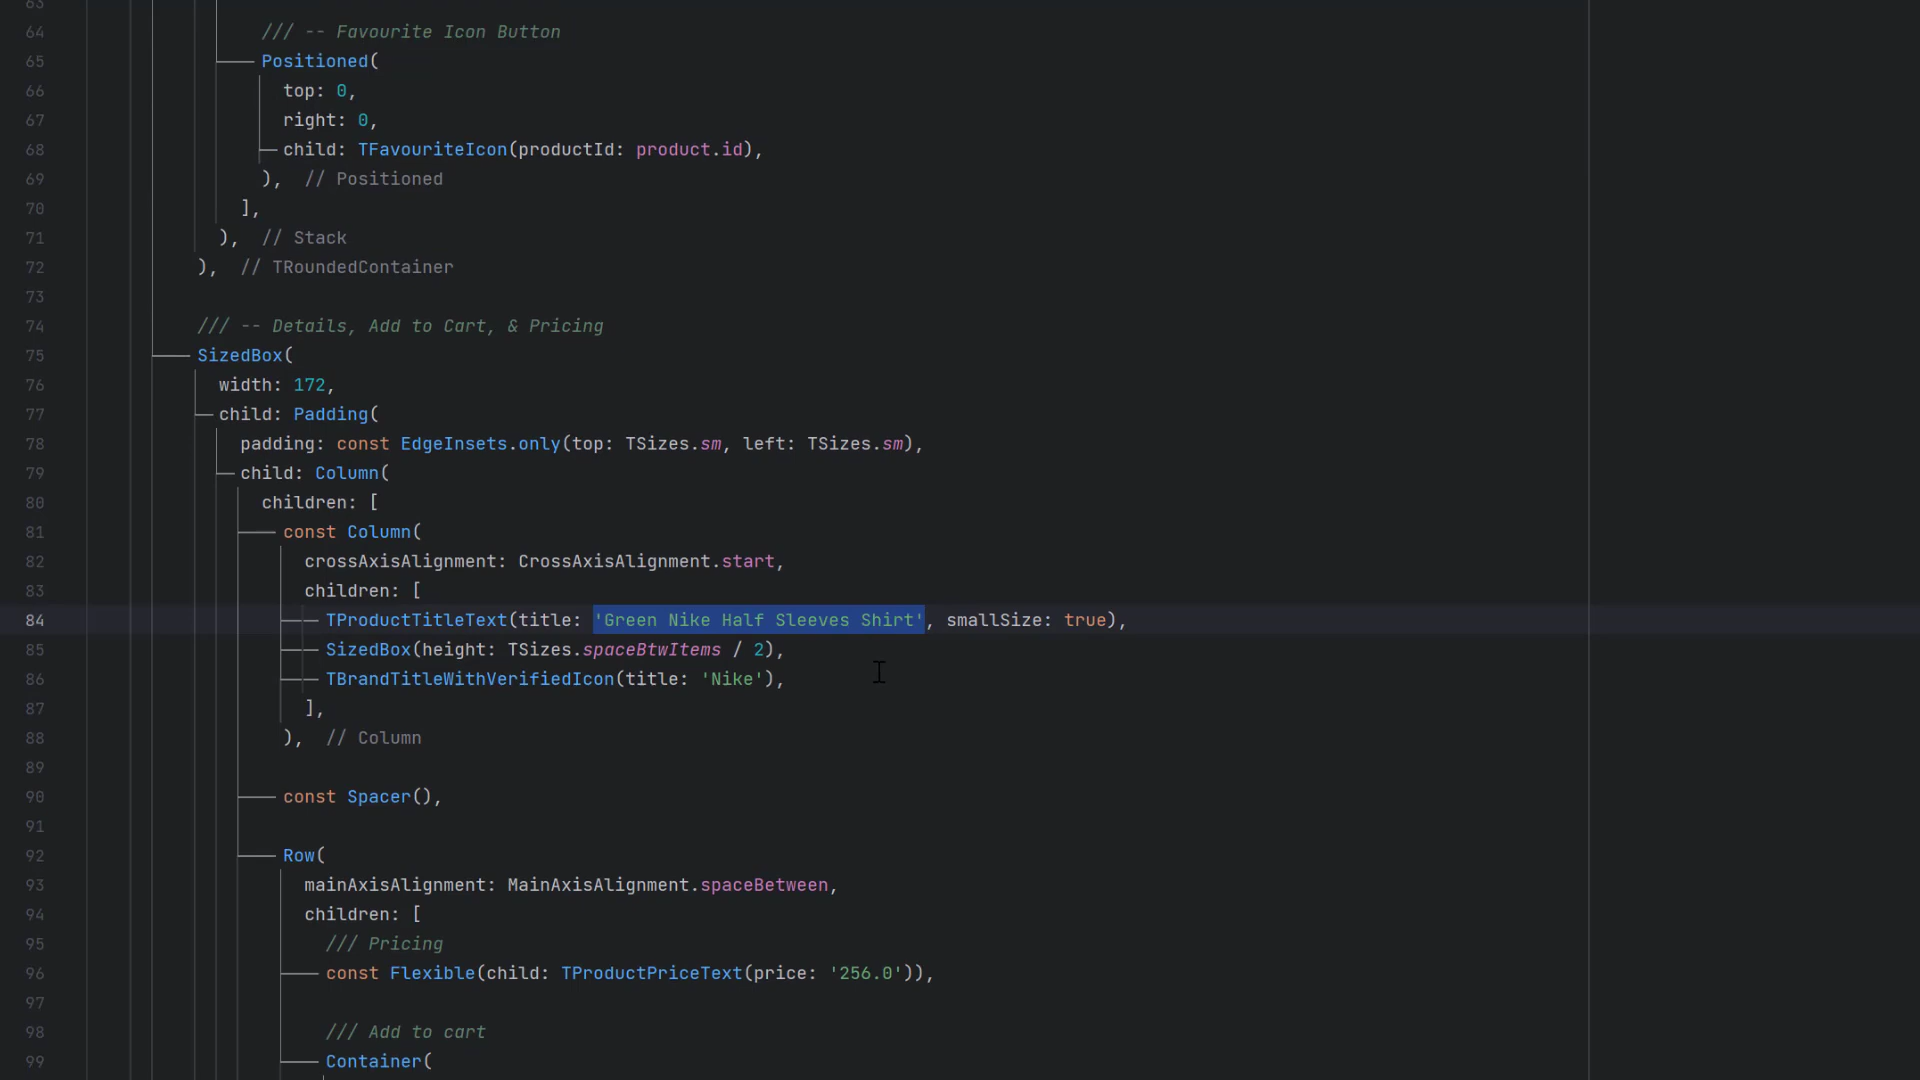 63
64 /// -- Favourite Icon Button
65 Positioned(
66 top: 0,
67 right: 0,
68 child: TFavouriteIcon(productId: product.id),
69 ), // Positioned
70 ],
71 ), // Stack
72 ), // TRoundedContainer
73
74 /// -- Details, Add to Cart, & Pricing
75 SizedBox(
76 width: 172,
77 child: Padding(
78 padding: const EdgeInsets.only(top: TSizes.sm, left: TSizes.sm),
79 child: Column(
80 children: [
81 const Column(
82 crossAxisAlignment: CrossAxisAlignment.start,
83 children: [
84 TProductTitleText(title: 'Green Nike Half Sleeves Shirt', smallSize: true),
85 SizedBox(height: TSizes.spaceBtwItems / 2),
86 TBrandTitleWithVerifiedIcon(title: 'Nike'),
87 ],
88 ), // Column
89
90 const Spacer(),
91
92 Row(
93 mainAxisAlignment: MainAxisAlignment.spaceBetween,
94 children: [
95 /// Pricing
96 const Flexible(child: TProductPriceText(price: '256.0')),
97
98 /// Add to cart
99 Container(